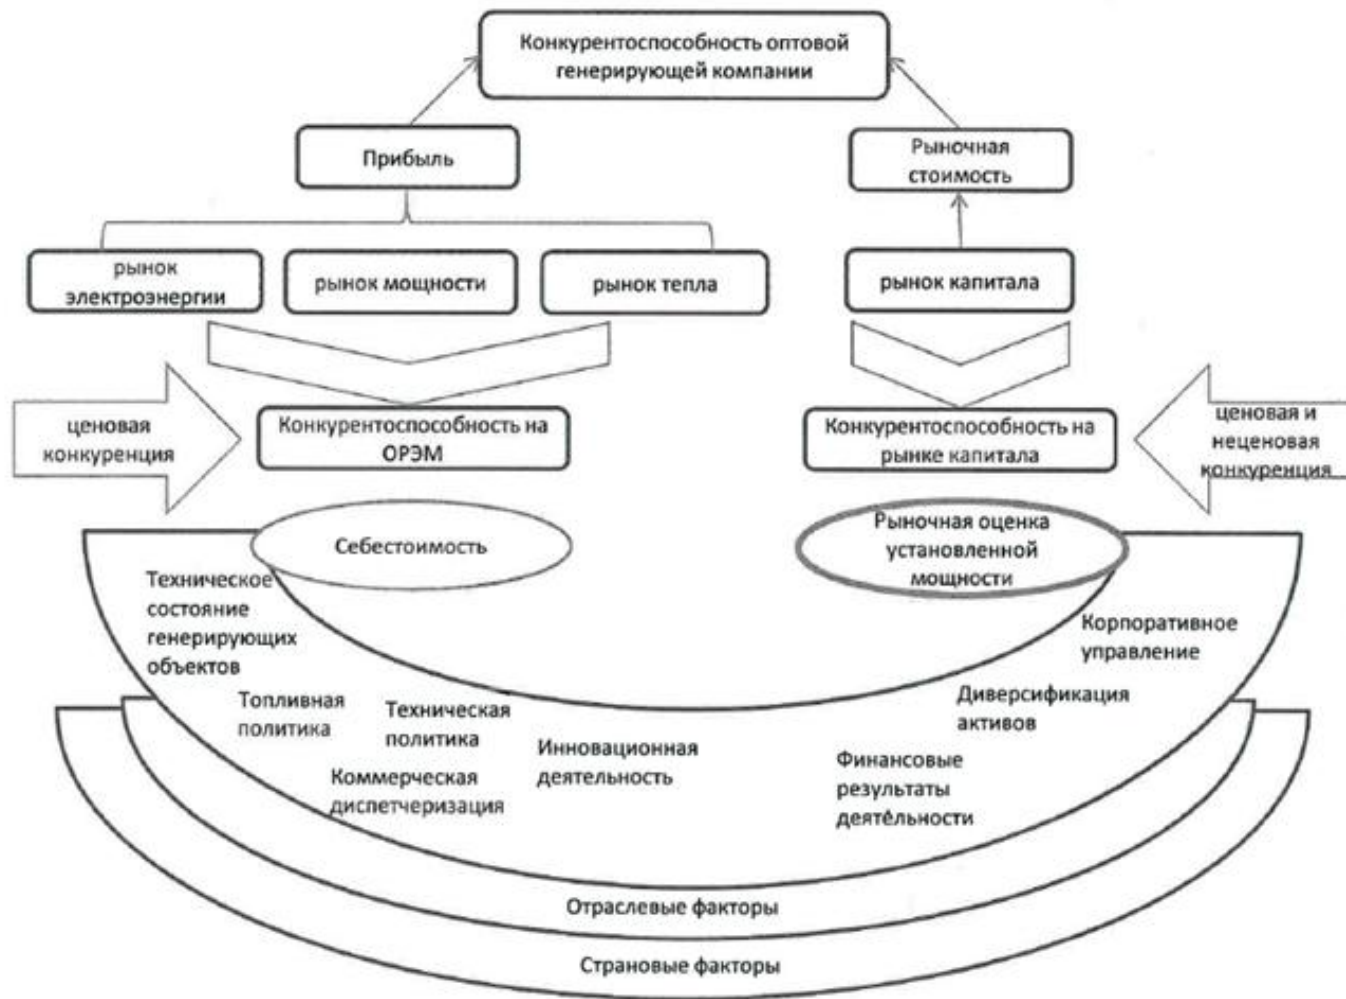 Конкурентоспособность оптовой
генерирующей компании
Прибыль
Рыночная
стоимость
рынок
электроэнергии
рынок мощности
рынок тепла
рынок капитала
ценовая
конкуренция
Конкурентоспособность на
ОРЭМ
Конкурентоспособность на
рынке капитала
ценовая и
неценовая
конкуренция
Себестоимость
Рыночная оценка
установленной
мощности
Техническое
состояние
генерирующих
объектов
Корпоративное
управление
Топливная
политика
Техническая
политика
Диверсификация
активов
Инновационная
деятельность
Финансовые
результаты
деятельности
Коммерческая
диспетчеризация
Отраслевые факторы
Страновые факторы